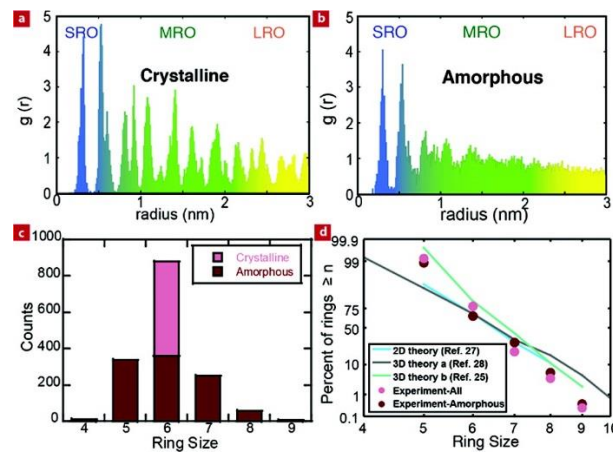 a
SRO MRO LRO
Crystalline
g (r)
5
4
3
2
1
0
0 1 2 3
radius (nm)
b
SRO MRO LRO
Amorphous
g (r)
5
4
3
2
1
0
0 1 2 3
radius (nm)
c
Crystalline
Amorphous
Counts
1000
800
600
400
200
0
4 5 6 7 8 9
Ring Size
d
Percent of rings ≥ n
99.9
99
75
50
10
1
0.1
2D theory (Ref. 27)
3D theory a (Ref. 28)
3D theory b (Ref. 25)
Experiment-All
Experiment-Amorphous
4 5 6 7 8 9 10
Ring Size